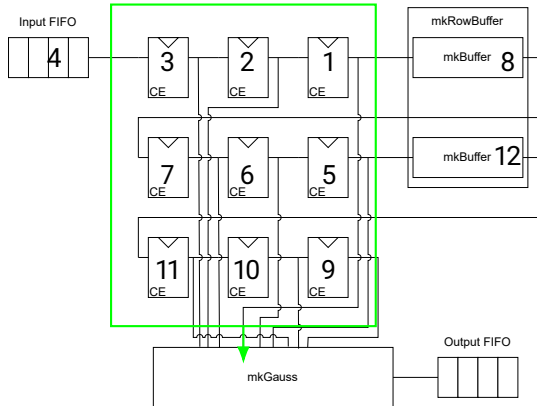 Input FIFO
mkRowBuffer
4
3
2
1
mkBuffer 8
CE
CE
CE
7
6
5
mkBuffer 12
CE
CE
CE
11
10
9
CE
CE
CE
Output FIFO
mkGauss